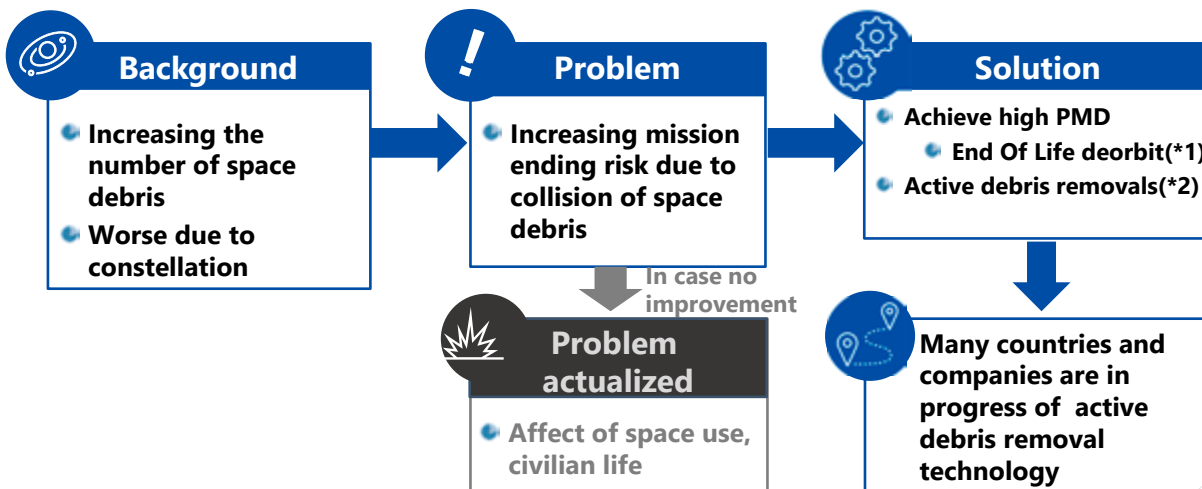 Background
Increasing the
number of space
debris
Worse due to
constellation
!
Problem
Increasing mission
ending risk due to
collision of space
debris
In case no
improvement
Problem
actualized
Affect of space use,
civilian life
Solution
Achieve high PMD
End Of Life deorbit(*1)
Active debris removals(*2)
Many countries and
companies are in
progress of active
debris removal
technology